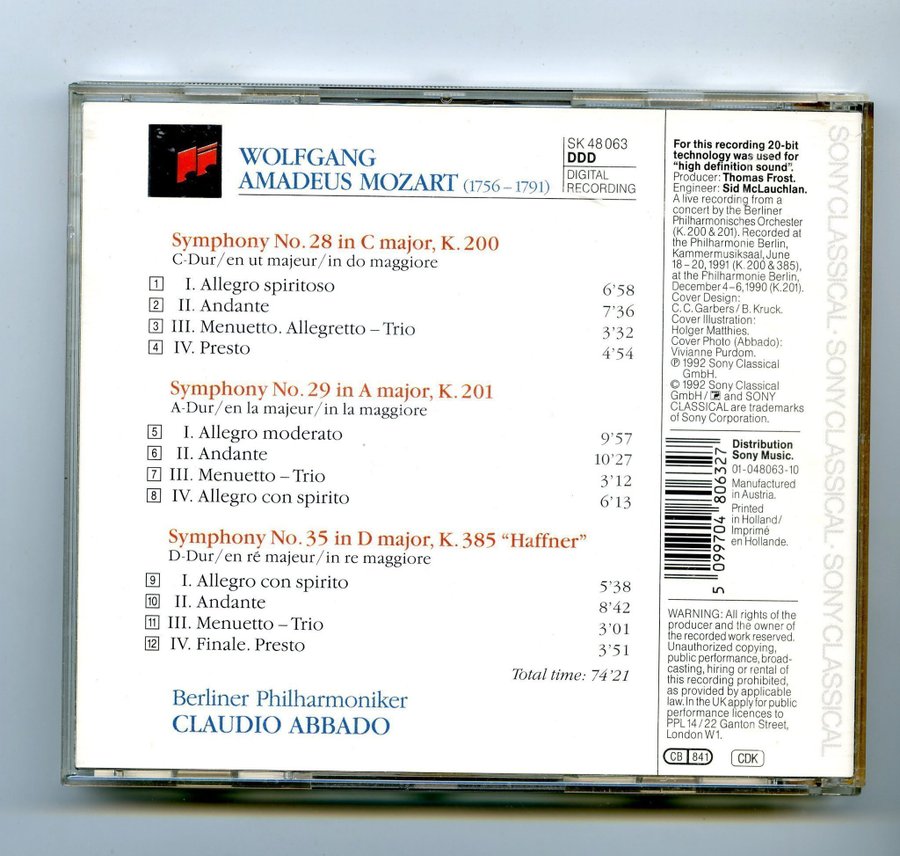 WOLFGANG
AMADEUS MOZART (1756–1791)
SK 48063
DDD
DIGITAL
RECORDING
Symphony No. 28 in C major, K. 200
C-Dur/en ut majeur/in do maggiore
1 I. Allegro spiritoso 6’58
2 II. Andante 7’36
3 III. Menuetto. Allegretto – Trio 3’32
4 IV. Presto 4’54
Symphony No. 29 in A major, K. 201
A-Dur/en la majeur/in la maggiore
5 I. Allegro moderato 9’57
6 II. Andante 10’27
7 III. Menuetto – Trio 3’12
8 IV. Allegro con spirito 6’13
Symphony No. 35 in D major, K. 385 “Haffner”
D-Dur/en ré majeur/in re maggiore
9 I. Allegro con spirito 5’38
10 II. Andante 8’42
11 III. Menuetto – Trio 3’01
12 IV. Finale. Presto 3’51
Total time: 74’21
Berliner Philharmoniker
CLAUDIO ABBADO
For this recording 20-bit
technology was used for
“high definition sound”.
Producer: Thomas Frost.
Engineer: Sid McLauchlan.
A live recording from a
concert by the Berliner
Philharmonisches Orchester
(K. 200 & 201). Recorded at
the Philharmonie Berlin,
Kammermusiksaal, June
18–20, 1991 (K. 200 & 385),
at the Philharmonie Berlin,
December 4–6, 1990 (K. 201).
Cover Design:
C. C. Garbers / B. Kruck.
Cover Illustration:
Holger Matthies.
Cover Photo (Abbado):
Vivianne Purdom.
℗ 1992 Sony Classical
GmbH.
© 1992 Sony Classical
GmbH/ and SONY
CLASSICAL are trademarks
of Sony Corporation.
5 099704 806327
Distribution
Sony Music.
01-048063-10
Manufactured
in Austria.
Printed
in Holland/
Imprimé
en Hollande.
WARNING: All rights of the
producer and the owner of
the recorded work reserved.
Unauthorized copying,
public performance, broad-
casting, hiring or rental of
this recording prohibited,
as provided by applicable
law. In the UK apply for public
performance licences to
PPL 14 / 22 Ganton Street,
London W1.
CB 841
CDK
SONY CLASSICAL · SONY CLASSICAL · SONY CLASSICAL